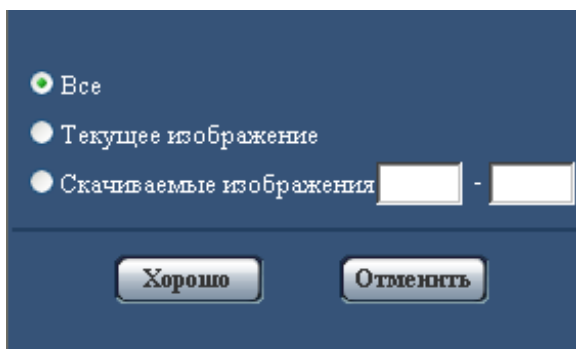 Все
Текущее изображение
Скачиваемые изображения -
Хорошо Отменить